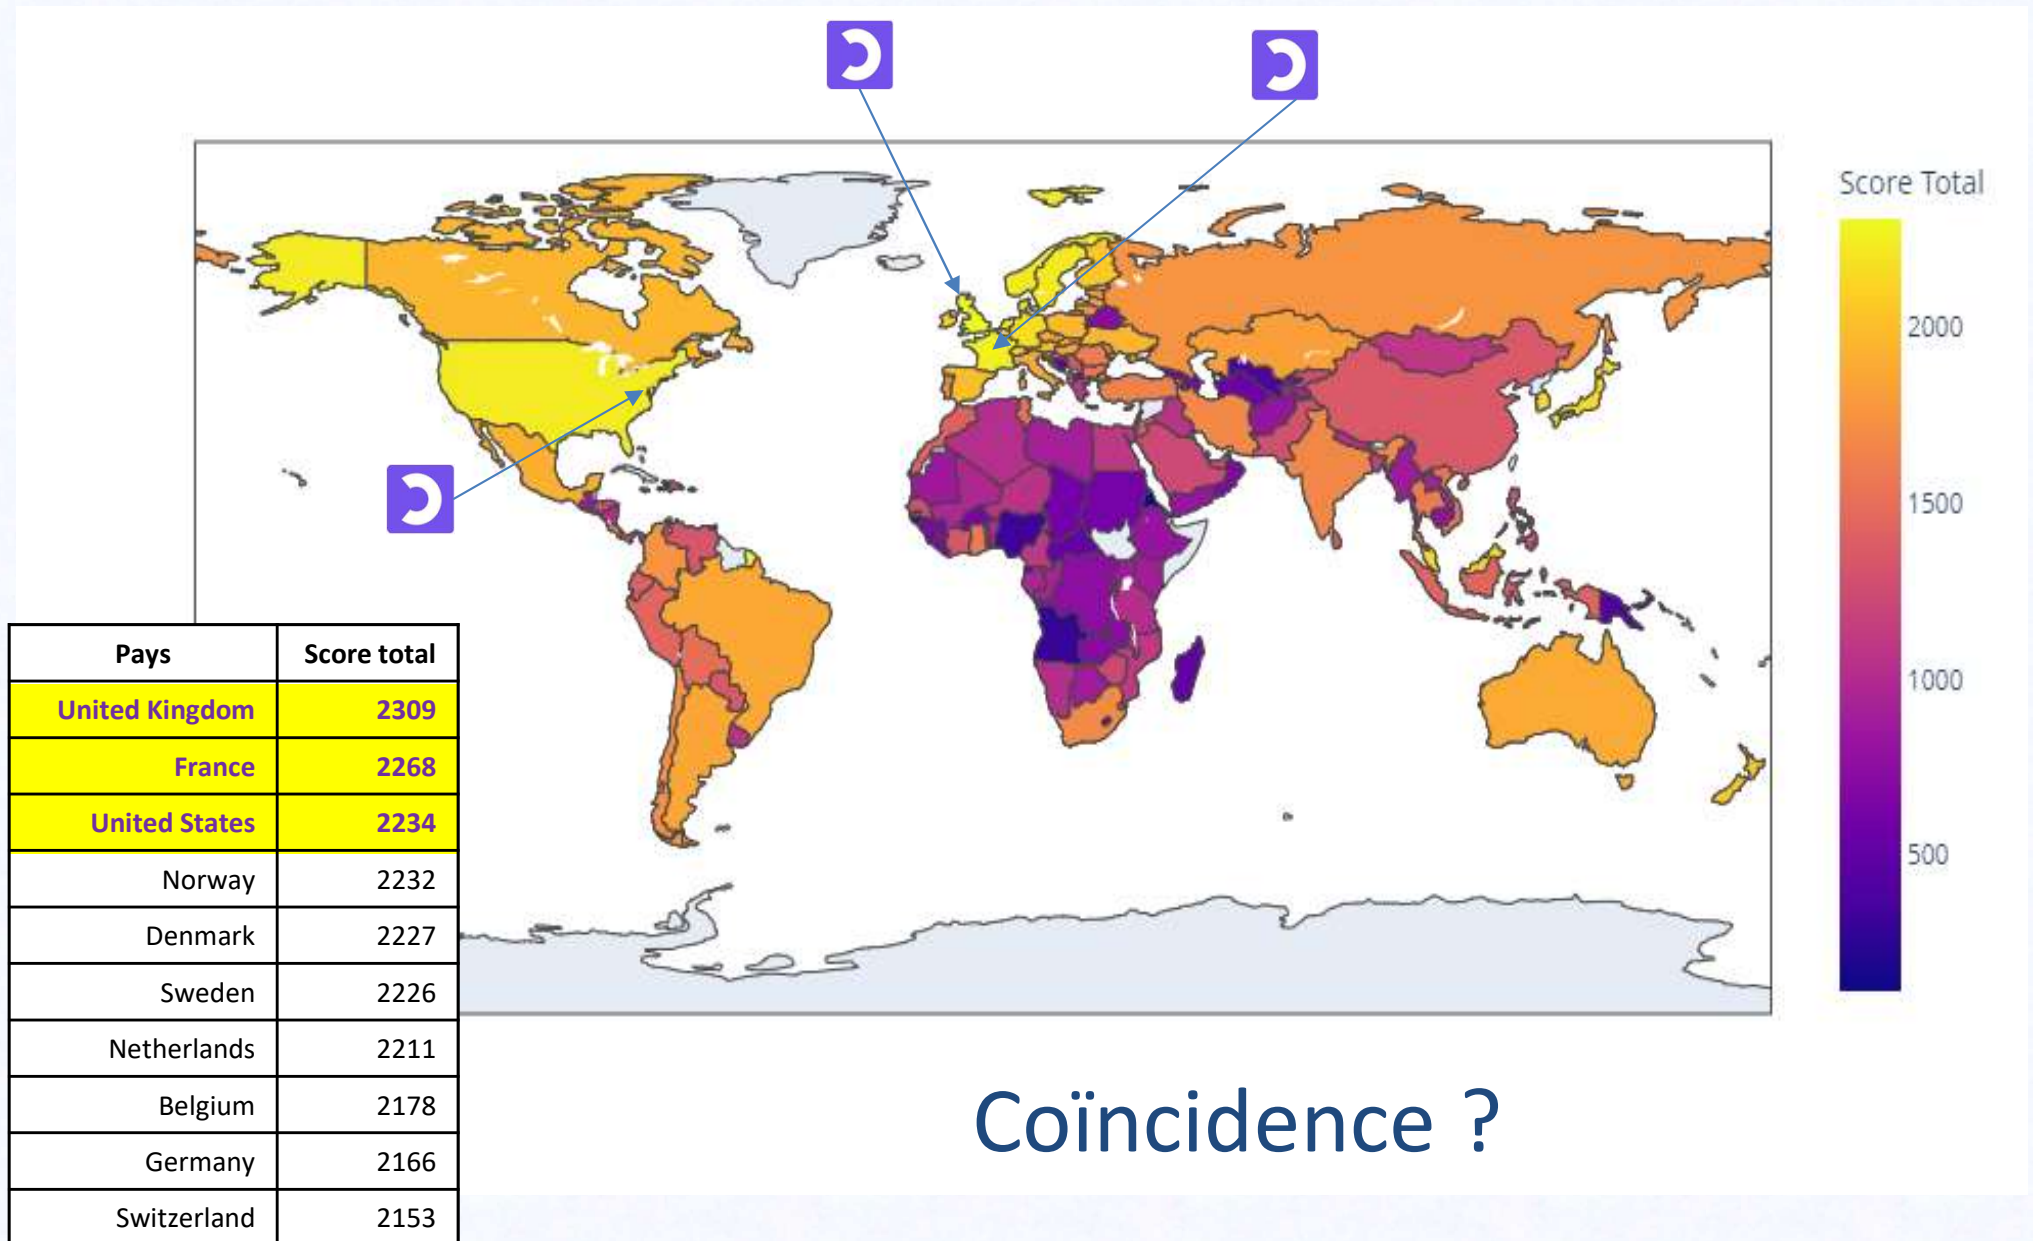 Score Total
2000
1500
1000
500
Pays Score total
United Kingdom 2309
France 2268
United States 2234
Norway 2232
Denmark 2227
Sweden 2226
Netherlands 2211
Belgium 2178
Germany 2166
Switzerland 2153
Coïncidence ?